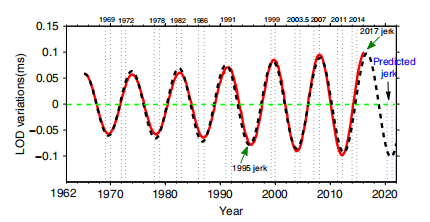 1969 1972 1978 1982 1986 1991 1999 2003.5 2007 2011 2014
2017 jerk
0.15
0.1
0.05
0
−0.05
−0.1
LOD variations(ms)
Predicted
jerk
1995 jerk
1962 1970 1980 1990 2000 2010 2022
Year